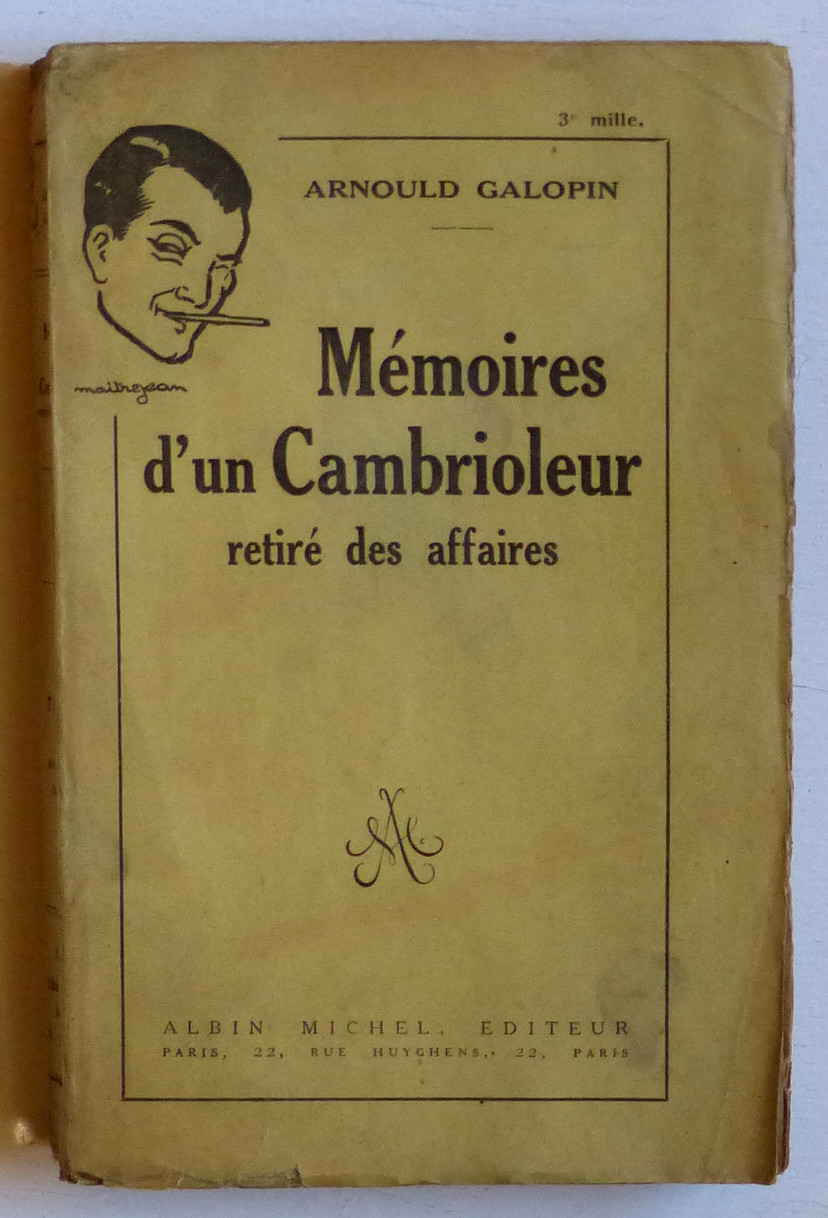 3e mille.
ARNOULD GALOPIN
maitrejean
Mémoires
d'un Cambrioleur
retiré des affaires
AM
ALBIN MICHEL, EDITEUR
PARIS, 22, RUE HUYGHENS, 22, PARIS